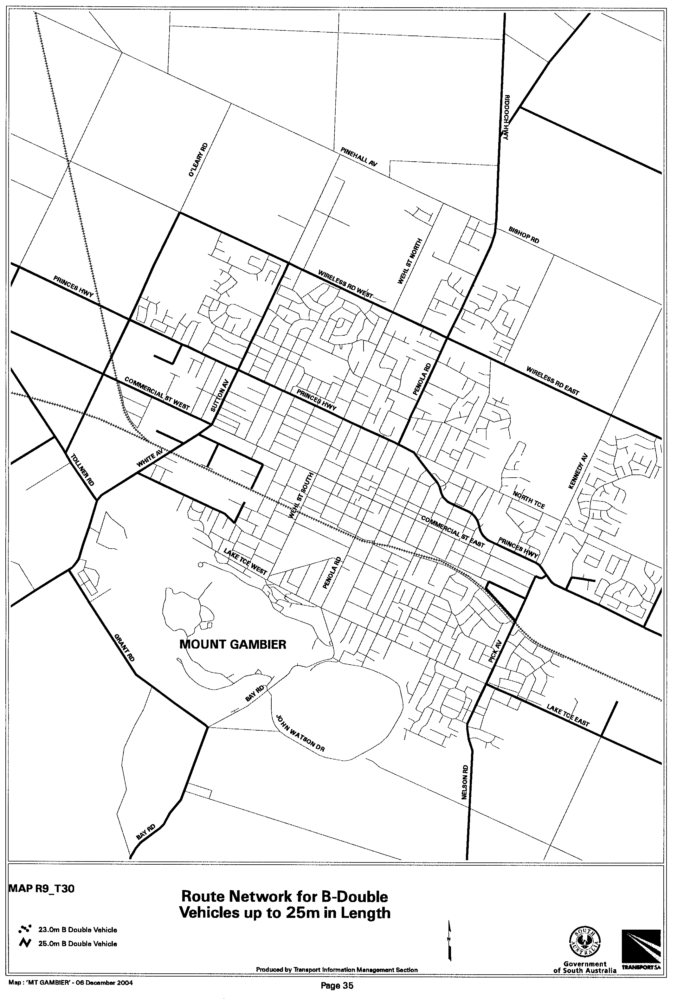 RIDDOCH HWY
O'LEARY RD
PINEHALL AV
BISHOP RD
WEHL ST NORTH
PRINCES HWY
WIRELESS RD WEST
PENOLA RD
WIRELESS RD EAST
COMMERCIAL ST WEST
SUTTON AV
PRINCES HWY
TOLLNER RD
WHITE AV
KENNEDY AV
WEHL ST SOUTH
NORTH TCE
COMMERCIAL ST EAST
PRINCES HWY
LAKE TCE WEST
PENOLA RD
GRANT RD
MOUNT GAMBIER
PICK AV
BAY RD
JOHN WATSON DR
LAKE TCE EAST
NELSON RD
BAY RD
MAP R9_T30
Route Network for B-Double
Vehicles up to 25m in Length
23.0m B Double Vehicle
25.0m B Double Vehicle
N
SOUTH
AUSTRALIA
Government
of South Australia
TRANSPORT SA
Produced by Transport Information Management Section
Map : 'MT GAMBIER' - 06 December 2004
Page 35